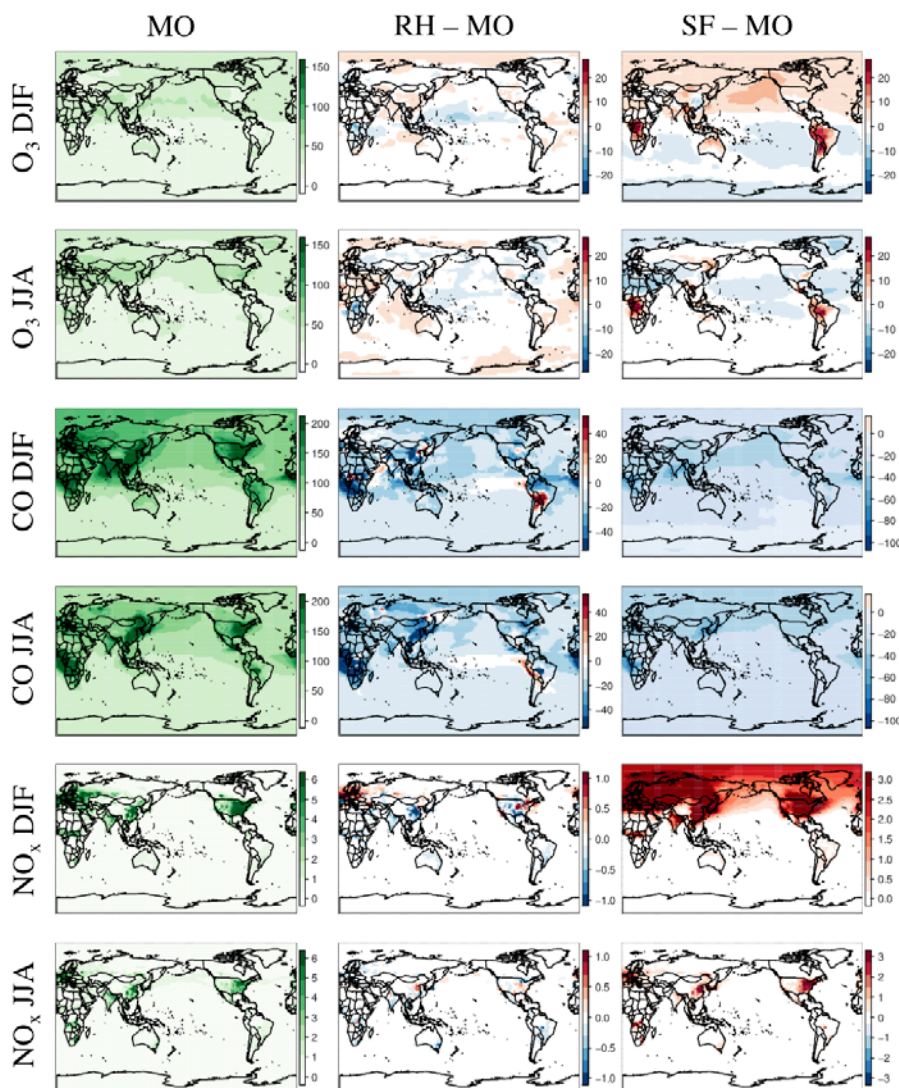 MO RH – MO SF – MO
O₃ DJF
150 100 50 0
20 10 0 −10 −20
20 10 0 −10 −20
O₃ JJA
150 100 50 0
20 10 0 −10 −20
20 10 0 −10 −20
CO DJF
200 150 100 50 0
40 20 0 −20 −40
0 −20 −40 −60 −80 −100
CO JJA
200 150 100 50 0
40 20 0 −20 −40
0 −20 −40 −60 −80 −100
NOₓ DJF
6 5 4 3 2 1 0
1.0 0.5 0.0 −0.5 −1.0
3.0 2.5 2.0 1.5 1.0 0.5 0.0
NOₓ JJA
6 5 4 3 2 1 0
1.0 0.5 0.0 −0.5 −1.0
3 2 1 0 −1 −2 −3